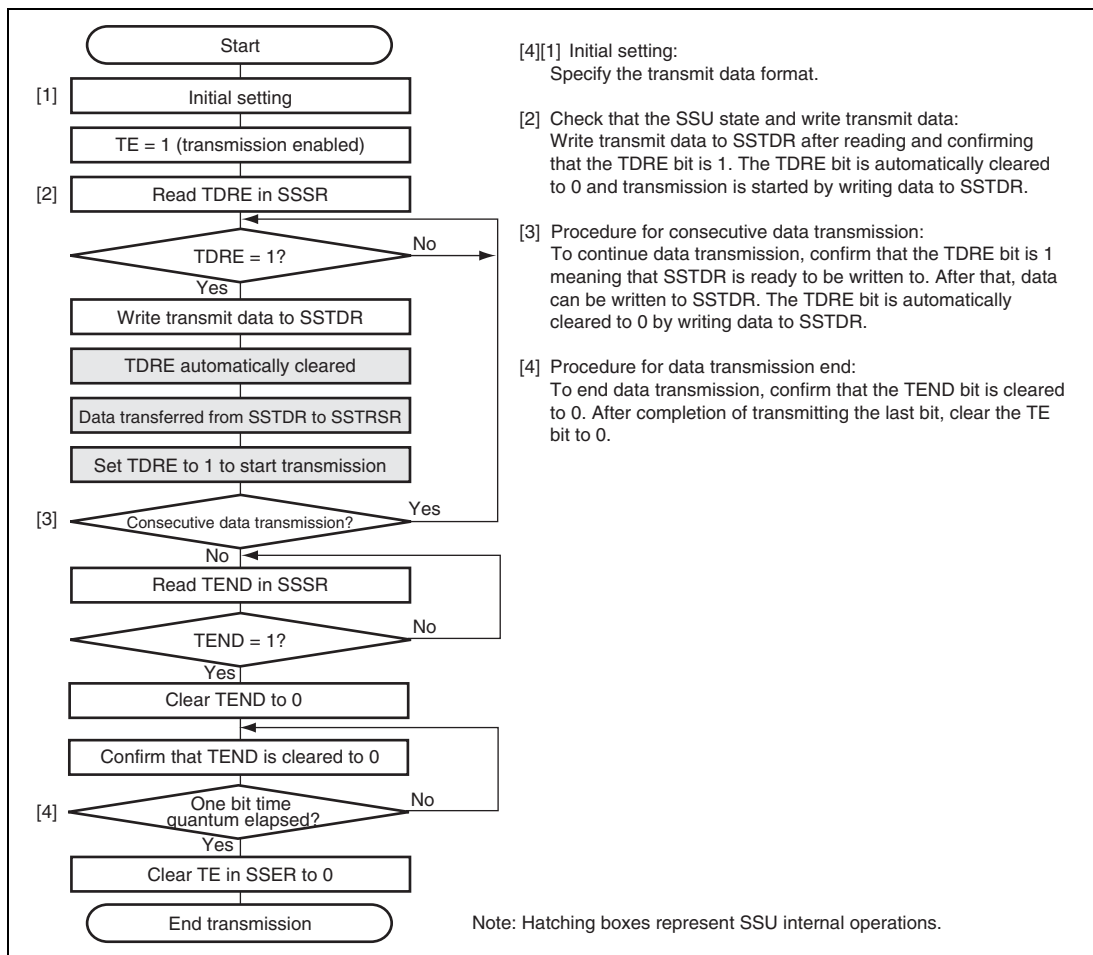 Start
[1] Initial setting
TE = 1 (transmission enabled)
[2] Read TDRE in SSSR
TDRE = 1?
No
Yes
Write transmit data to SSTDR
TDRE automatically cleared
Data transferred from SSTDR to SSTRSR
Set TDRE to 1 to start transmission
[3] Consecutive data transmission?
Yes
No
Read TEND in SSSR
TEND = 1?
No
Yes
Clear TEND to 0
Confirm that TEND is cleared to 0
[4] One bit time
quantum elapsed?
No
Yes
Clear TE in SSER to 0
End transmission
[4][1] Initial setting:
Specify the transmit data format.
[2] Check that the SSU state and write transmit data:
Write transmit data to SSTDR after reading and confirming
that the TDRE bit is 1. The TDRE bit is automatically cleared
to 0 and transmission is started by writing data to SSTDR.
[3] Procedure for consecutive data transmission:
To continue data transmission, confirm that the TDRE bit is 1
meaning that SSTDR is ready to be written to. After that, data
can be written to SSTDR. The TDRE bit is automatically
cleared to 0 by writing data to SSTDR.
[4] Procedure for data transmission end:
To end data transmission, confirm that the TEND bit is cleared
to 0. After completion of transmitting the last bit, clear the TE
bit to 0.
Note: Hatching boxes represent SSU internal operations.